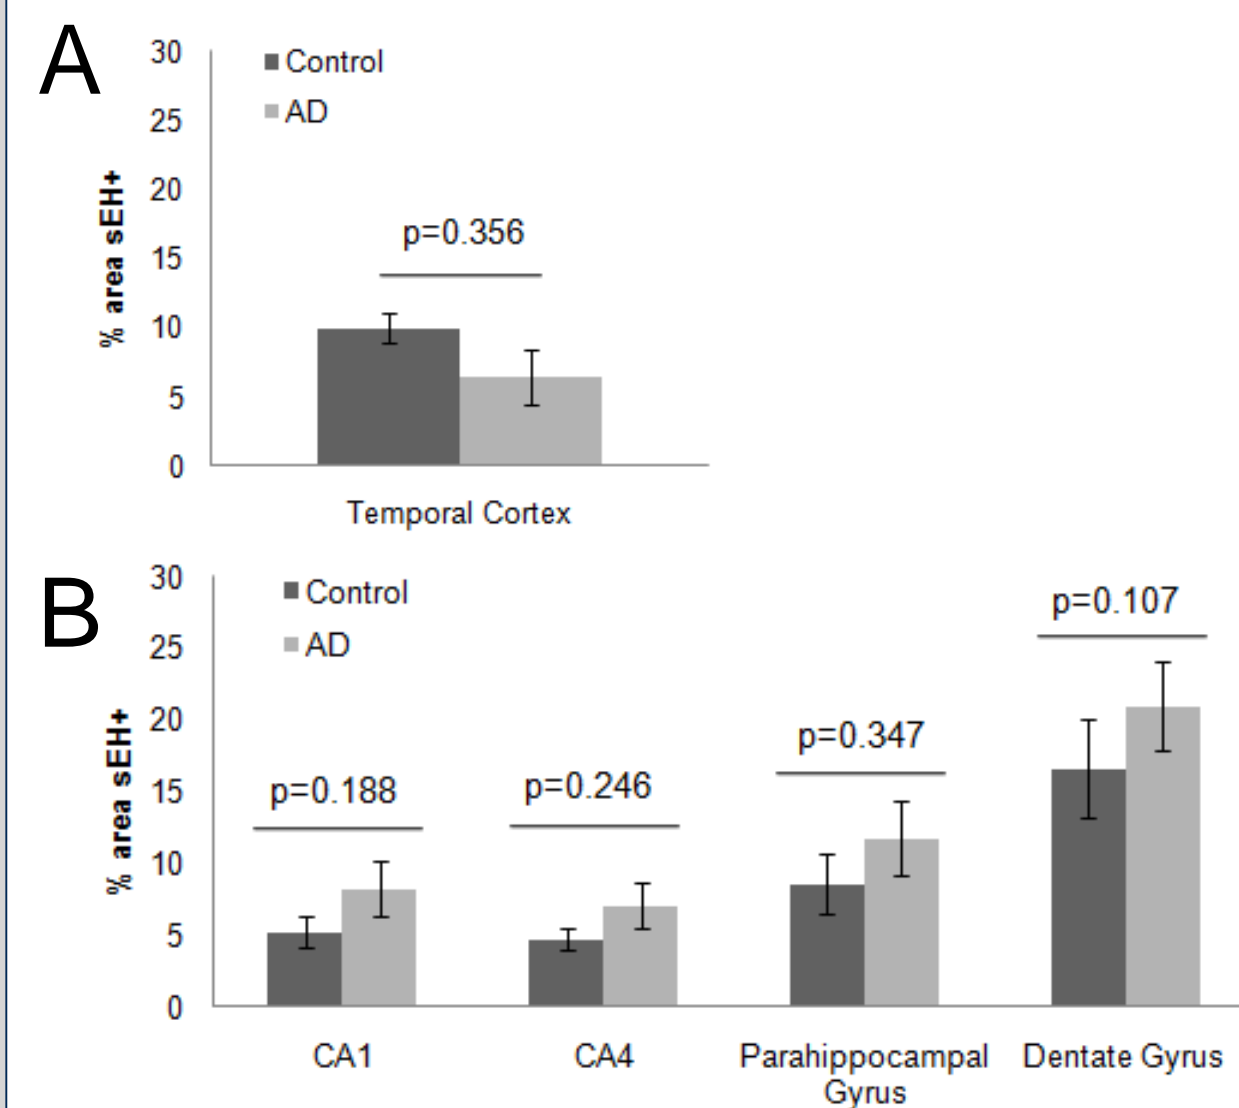 A
30
25
20
15
10
5
0
% area sEH+
Control
AD
p=0.356
Temporal Cortex
B
30
25
20
15
10
5
0
% area sEH+
Control
AD
p=0.188
p=0.246
p=0.347
p=0.107
CA1
CA4
Parahippocampal
Gyrus
Dentate Gyrus